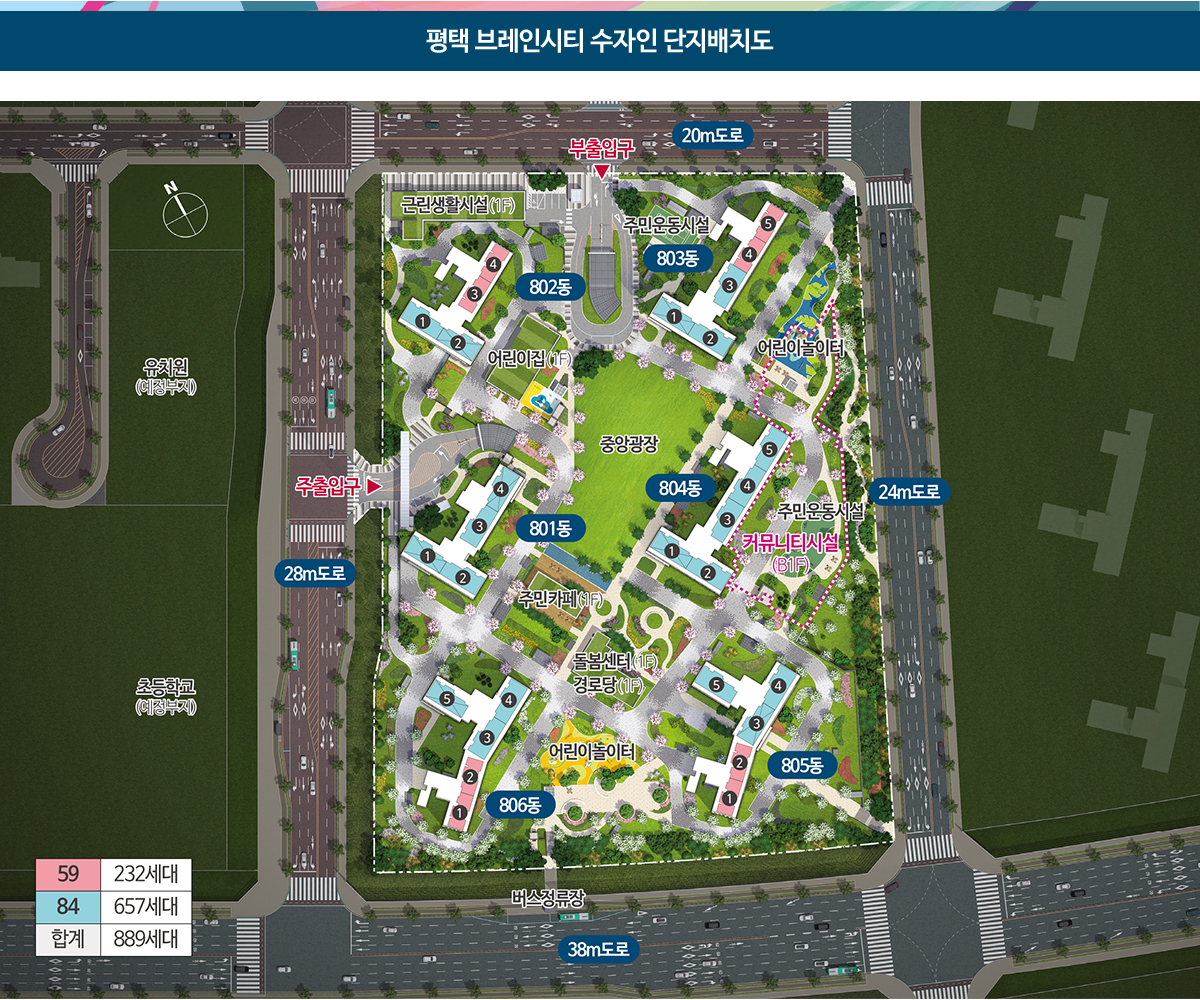 평택 브레인시티 수자인 단지배치도
20m도로
부출입구
N
근린생활시설(1F)
주민운동시설
5
803동
4
4
802동
3
3
1
1
2
2
어린이집(1F)
어린이놀이터
유치원
(예정부지)
중앙광장
5
주출입구
4
804동
4
24m도로
3
801동
3
주민운동시설
커뮤니티시설
(B1F)
1
2
1
2
28m도로
주민카페(1F)
돌봄센터(1F)
경로당(1F)
초등학교
(예정부지)
5
4
5
4
3
3
어린이놀이터
2
805동
2
1
806동
1
59 232세대
84 657세대
합계 889세대
버스정류장
38m도로